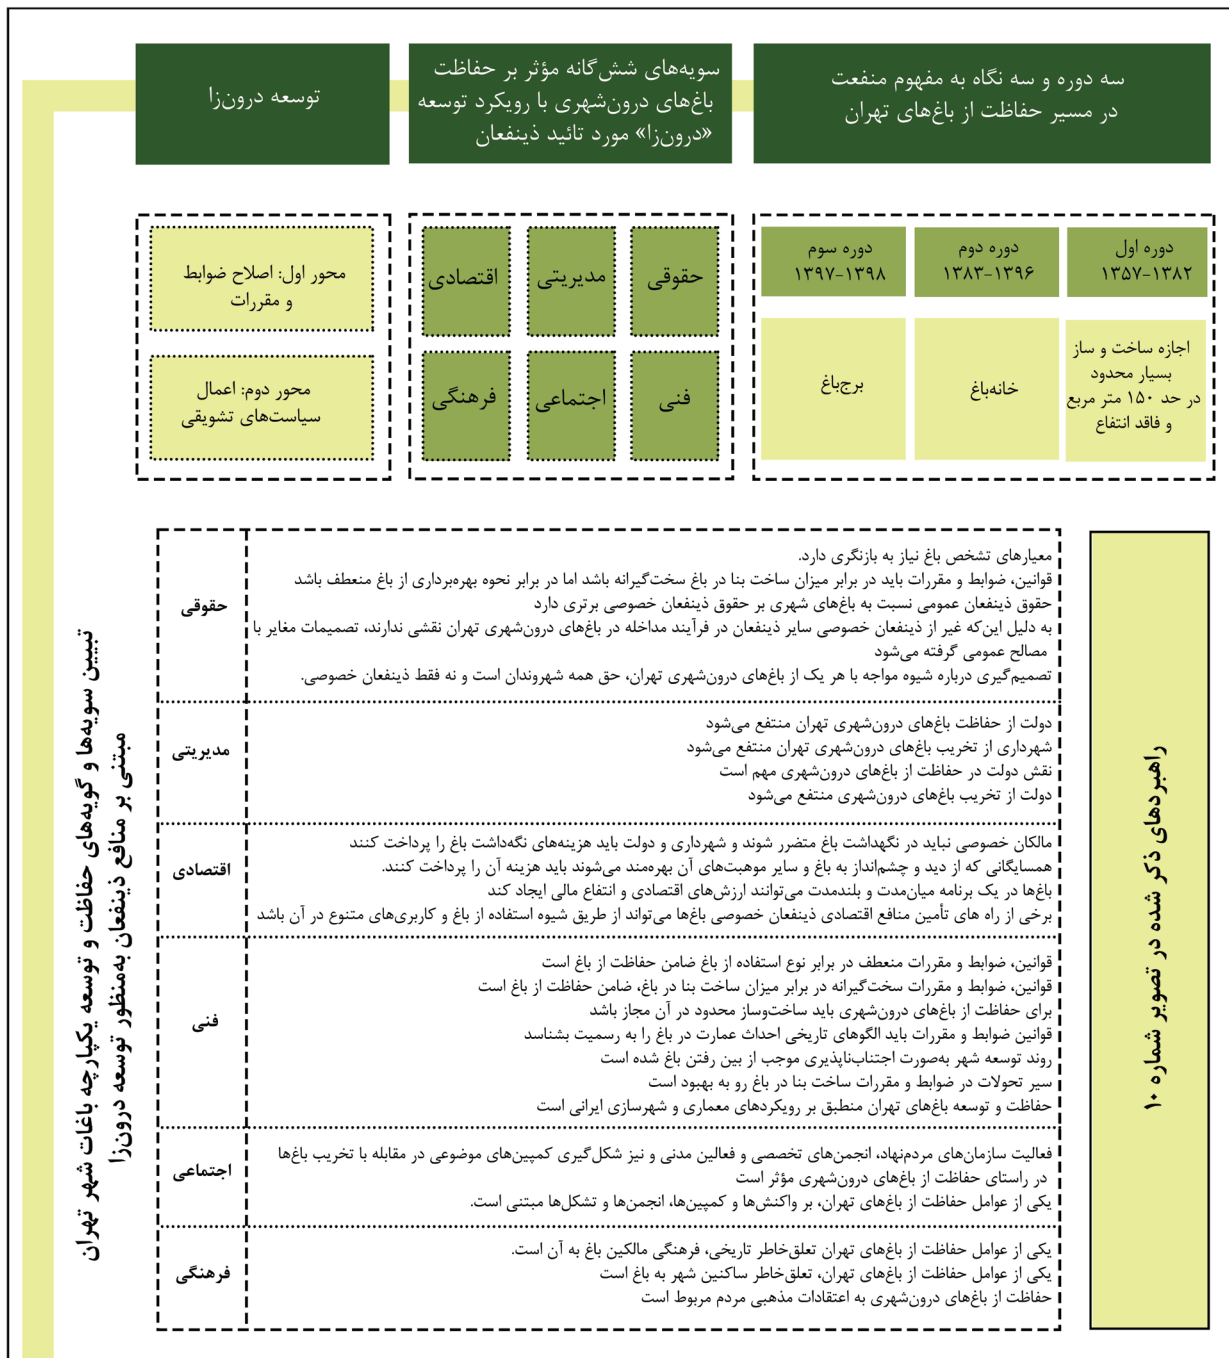 سه دوره و سه نگاه به مفهوم منفعت
در مسیر حفاظت از باغ‌های تهران
سویه‌های شش‌گانه مؤثر بر حفاظت
باغ‌های درون‌شهری با رویکرد توسعه
«درون‌زا» مورد تائید ذینفعان
توسعه درون‌زا
دوره اول
۱۳۵۷-۱۳۸۲
دوره دوم
۱۳۸۳-۱۳۹۶
دوره سوم
۱۳۹۷-۱۳۹۸
اجازه ساخت و ساز
بسیار محدود
در حد ۱۵۰ متر مربع
و فاقد انتفاع
خانه‌باغ
برج‌باغ
حقوقی
مدیریتی
اقتصادی
فنی
اجتماعی
فرهنگی
محور اول: اصلاح ضوابط
و مقررات
محور دوم: اعمال
سیاست‌های تشویقی
راهبردهای ذکر شده در تصویر شماره ۱۰
حقوقی
معیارهای تشخص باغ نیاز به بازنگری دارد.
قوانین، ضوابط و مقررات باید در برابر میزان ساخت بنا در باغ سخت‌گیرانه باشد اما در برابر نحوه بهره‌برداری از باغ منعطف باشد
حقوق ذینفعان عمومی نسبت به باغ‌های شهری بر حقوق ذینفعان خصوصی برتری دارد
به دلیل این‌که غیر از ذینفعان خصوصی سایر ذینفعان در فرآیند مداخله در باغ‌های درون‌شهری تهران نقشی ندارند، تصمیمات مغایر با
مصالح عمومی گرفته می‌شود
تصمیم‌گیری درباره شیوه مواجه با هر یک از باغ‌های درون‌شهری تهران، حق همه شهروندان است و نه فقط ذینفعان خصوصی.
مدیریتی
دولت از حفاظت باغ‌های درون‌شهری تهران منتفع می‌شود
شهرداری از تخریب باغ‌های درون‌شهری تهران منتفع می‌شود
نقش دولت در حفاظت از باغ‌های درون‌شهری مهم است
دولت از تخریب باغ‌های درون‌شهری منتفع می‌شود
اقتصادی
مالکان خصوصی نباید در نگهداشت باغ متضرر شوند و شهرداری و دولت باید هزینه‌های نگه‌داشت باغ را پرداخت کنند
همسایگانی که از دید و چشم‌انداز به باغ و سایر موهبت‌های آن بهره‌مند می‌شوند باید هزینه آن را پرداخت کنند.
باغ‌ها در یک برنامه میان‌مدت و بلندمدت می‌توانند ارزش‌های اقتصادی و انتفاع مالی ایجاد کند
برخی از راه های تأمین منافع اقتصادی ذینفعان خصوصی باغ‌ها می‌تواند از طریق شیوه استفاده از باغ و کاربری‌های متنوع در آن باشد
فنی
قوانین، ضوابط و مقررات منعطف در برابر نوع استفاده از باغ ضامن حفاظت از باغ است
قوانین، ضوابط و مقررات سخت‌گیرانه در برابر میزان ساخت بنا در باغ، ضامن حفاظت از باغ است
برای حفاظت از باغ‌های درون‌شهری باید ساخت‌وساز محدود در آن مجاز باشد
قوانین ضوابط و مقررات باید الگوهای تاریخی احداث عمارت در باغ را به رسمیت بشناسد
روند توسعه شهر به‌صورت اجتناب‌ناپذیری موجب از بین رفتن باغ شده است
سیر تحولات در ضوابط و مقررات ساخت بنا در باغ رو به بهبود است
حفاظت و توسعه باغ‌های تهران منطبق بر رویکردهای معماری و شهرسازی ایرانی است
اجتماعی
فعالیت سازمان‌های مردم‌نهاد، انجمن‌های تخصصی و فعالین مدنی و نیز شکل‌گیری کمپین‌های موضوعی در مقابله با تخریب باغ‌ها
در راستای حفاظت از باغ‌های درون‌شهری مؤثر است
یکی از عوامل حفاظت از باغ‌های تهران، بر واکنش‌ها و کمپین‌ها، انجمن‌ها و تشکل‌ها مبتنی است.
فرهنگی
یکی از عوامل حفاظت از باغ‌های تهران تعلق‌خاطر تاریخی، فرهنگی مالکین باغ به آن است.
یکی از عوامل حفاظت از باغ‌های تهران، تعلق‌خاطر ساکنین شهر به باغ است
حفاظت از باغ‌های درون‌شهری به اعتقادات مذهبی مردم مربوط است
تبیین سویه‌ها و گویه‌های حفاظت و توسعه یکپارچه باغات شهر تهران
مبتنی بر منافع ذینفعان به‌منظور توسعه درون‌زا